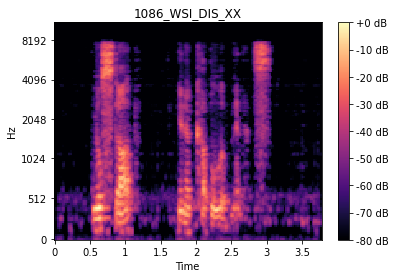 1086_WSI_DIS_XX
+0 dB
8192
-10 dB
4096
-20 dB
-30 dB
2048
Hz
-40 dB
1024
-50 dB
512
-60 dB
-70 dB
0
-80 dB
0 0.5 1 1.5 2 2.5 3 3.5
Time